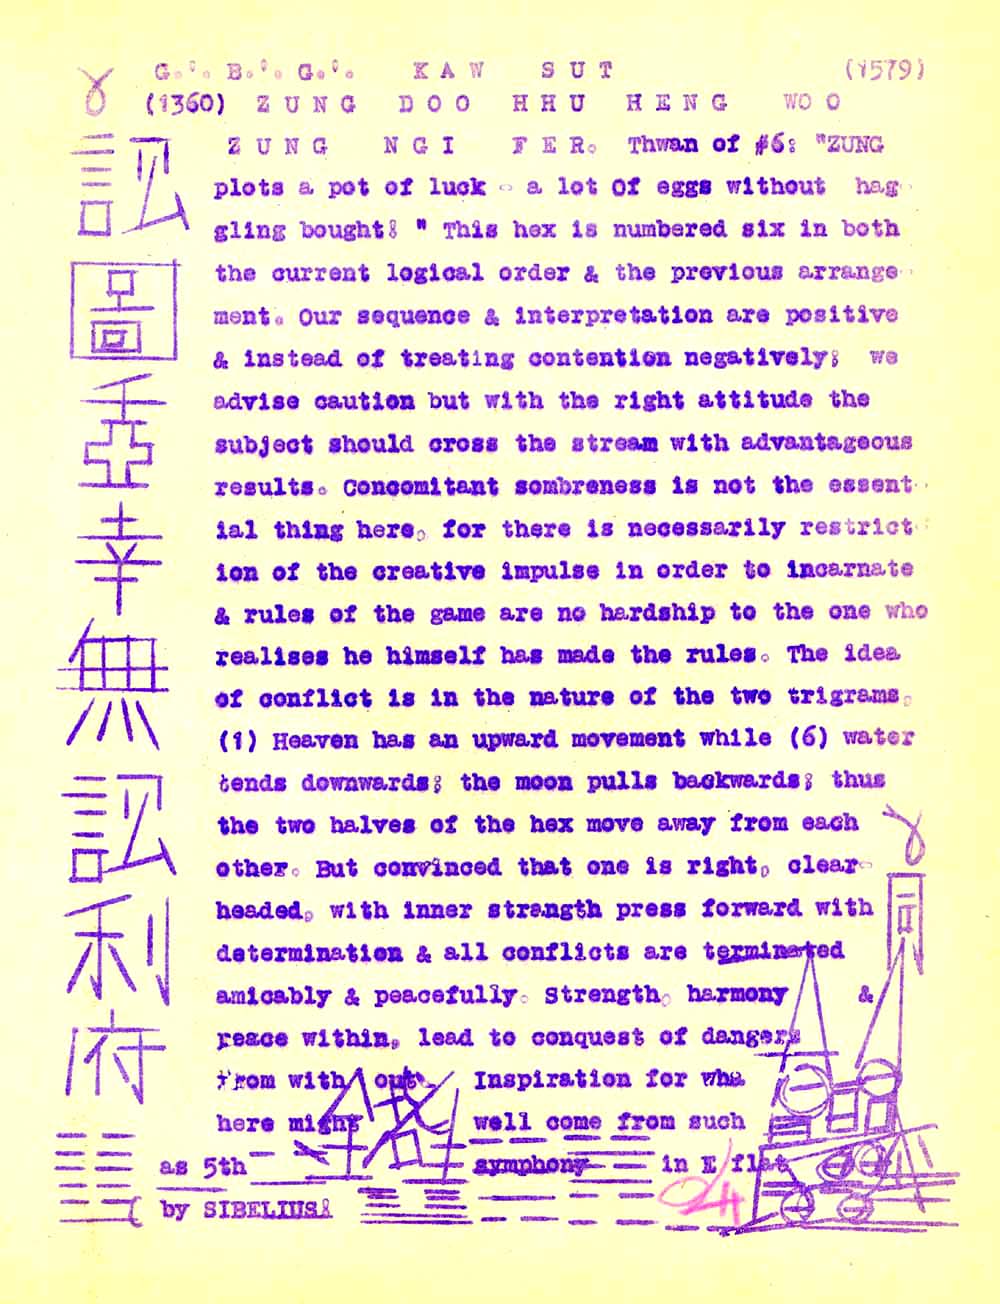 G.'. B.'. G.'. KAW SUT (1579)
(1360) ZUNG DOO HHU HENG WOO
ZUNG NGI FER. Thwan of #6: "ZUNG
plots a pot of luck - a lot Of eggs without hag-
gling bought! " This hex is numbered six in both
the current logical order & the previous arrange-
ment. Our sequence & interpretation are positive
& instead of treating contention negatively; we
advise caution but with the right attitude the
subject should cross the stream with advantageous
results. Concomitant sombreness is not the essent-
ial thing here, for there is necessarily restrict-
ion of the creative impulse in order to incarnate
& rules of the game are no hardship to the one who
realises he himself has made the rules. The idea
of conflict is in the nature of the two trigrams.
(1) Heaven has an upward movement while (6) water
tends downwards; the moon pulls backwards; thus
the two halves of the hex move away from each
other. But convinced that one is right, clear-
headed, with inner strength press forward with
determination & all conflicts are terminated
amicably & peacefully. Strength, harmony &
peace within, lead to conquest of dangers
from with out. Inspiration for wha
here might well come from such
as 5th symphony in E flat
by SIBELIUS!
訟
圖
幸
無
訟
利